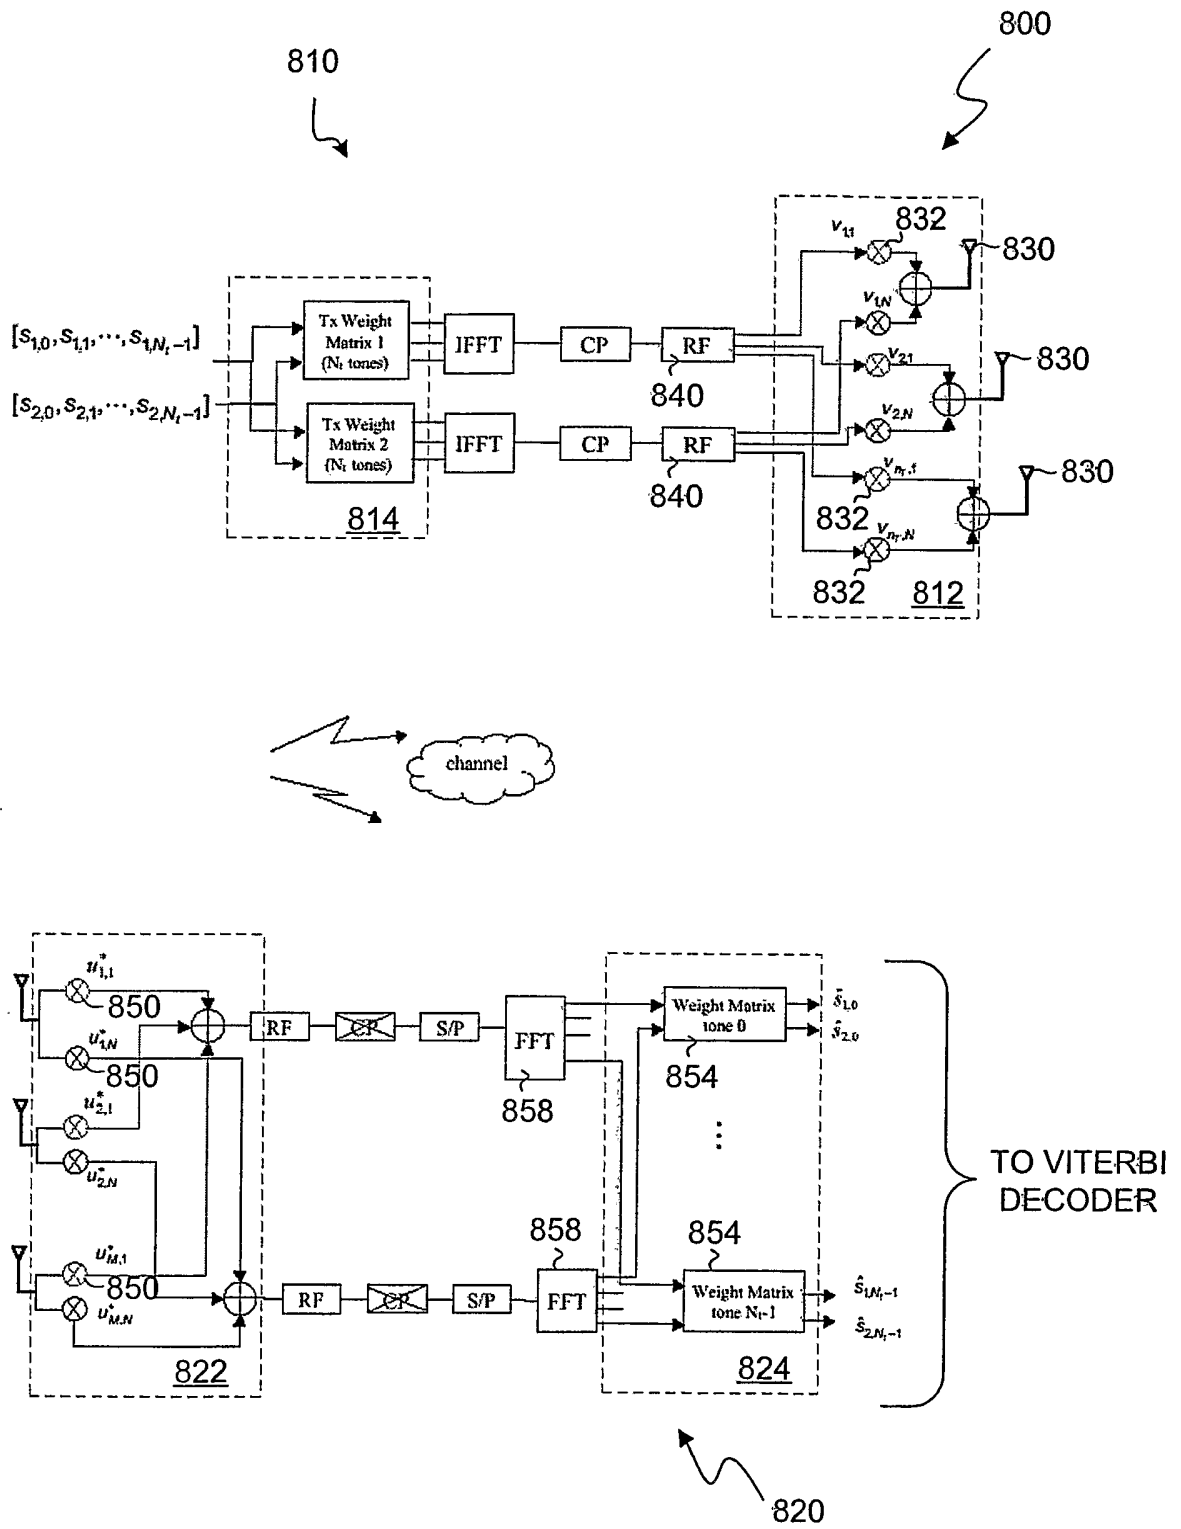 800
810
v1,1
832
830
[s1,0, s1,1, ..., s1,Nt-1]
Tx Weight
Matrix 1
(Nt tones)
IFFT
CP
RF
840
v1,N
v2,1
830
[s2,0, s2,1, ..., s2,Nt-1]
Tx Weight
Matrix 2
(Nt tones)
IFFT
CP
RF
840
v2,N
vnT,1
830
832
vnT,N
832
814
812
channel
u*1,1
850
u*1,N
850
RF
CP
S/P
FFT
858
Weight Matrix
tone 0
854
ŝ1,0
ŝ2,0
u*2,1
u*2,N
...
TO VITERBI
DECODER
u*M,1
850
u*M,N
RF
CP
S/P
858
FFT
854
Weight Matrix
tone Nt-1
ŝ1,Nt-1
ŝ2,Nt-1
822
824
820